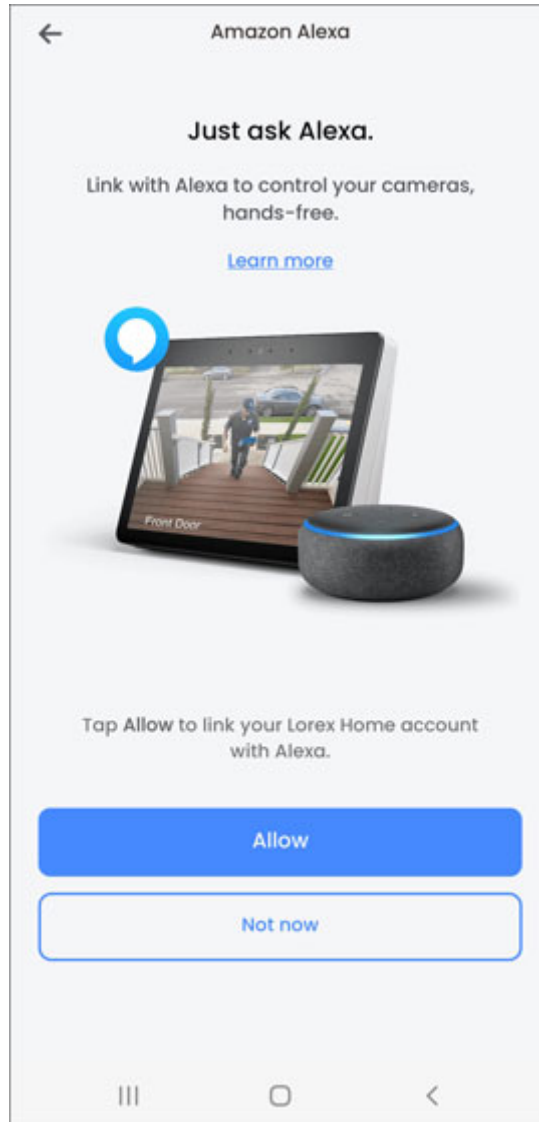 Amazon Alexa
Just ask Alexa.
Link with Alexa to control your cameras,
hands-free.
Learn more
Front Door
Tap Allow to link your Lorex Home account
with Alexa.
Allow
Not now